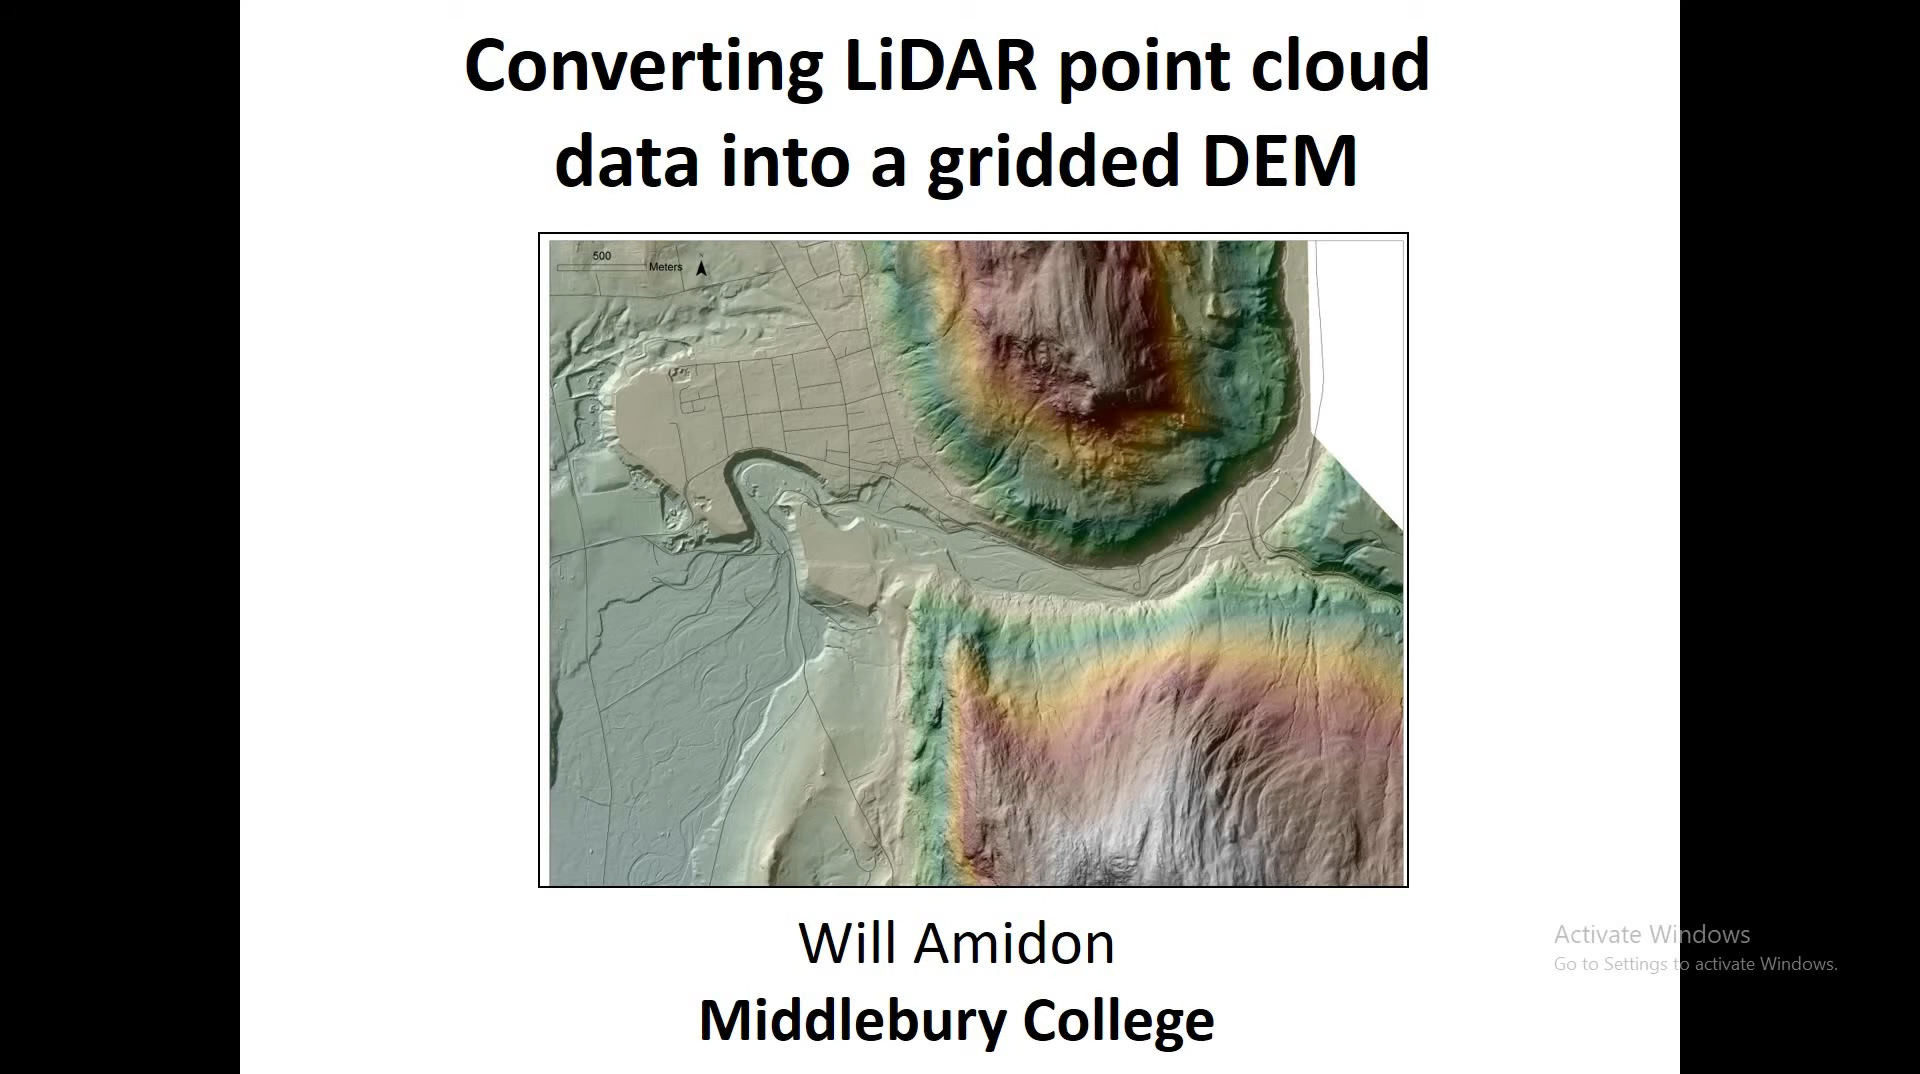 Converting LiDAR point cloud
data into a gridded DEM
500
Meters
Will Amidon
Activate Windows
Go to Settings to activate Windows.
Middlebury College